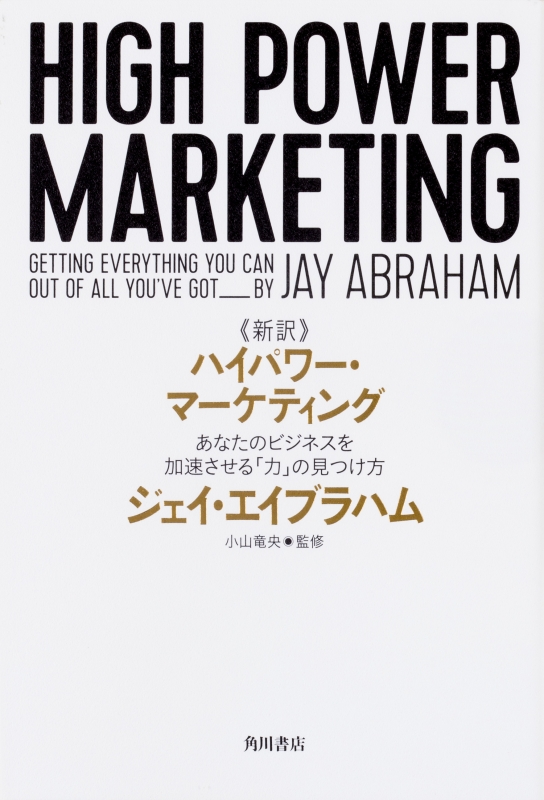 HIGH POWER
MARKETING
GETTING EVERYTHING YOU CAN
OUT OF ALL YOU'VE GOT___BY JAY ABRAHAM
《新訳》
ハイパワー・
マーケティング
あなたのビジネスを
加速させる「力」の見つけ方
ジェイ・エイブラハム
小山竜央◉監修
角川書店